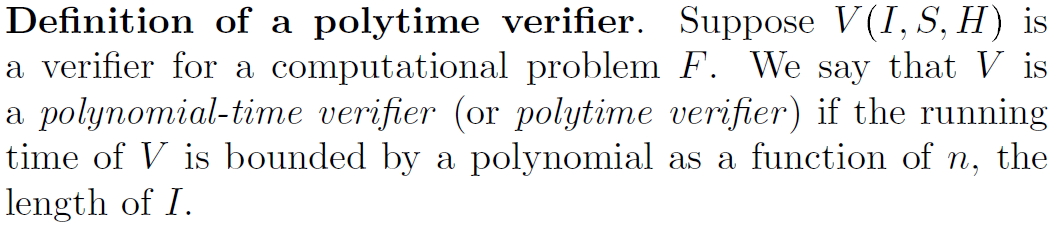 Definition of a polytime verifier. Suppose V(I, S, H) is
a verifier for a computational problem F. We say that V is
a polynomial-time verifier (or polytime verifier) if the running
time of V is bounded by a polynomial as a function of n, the
length of I.